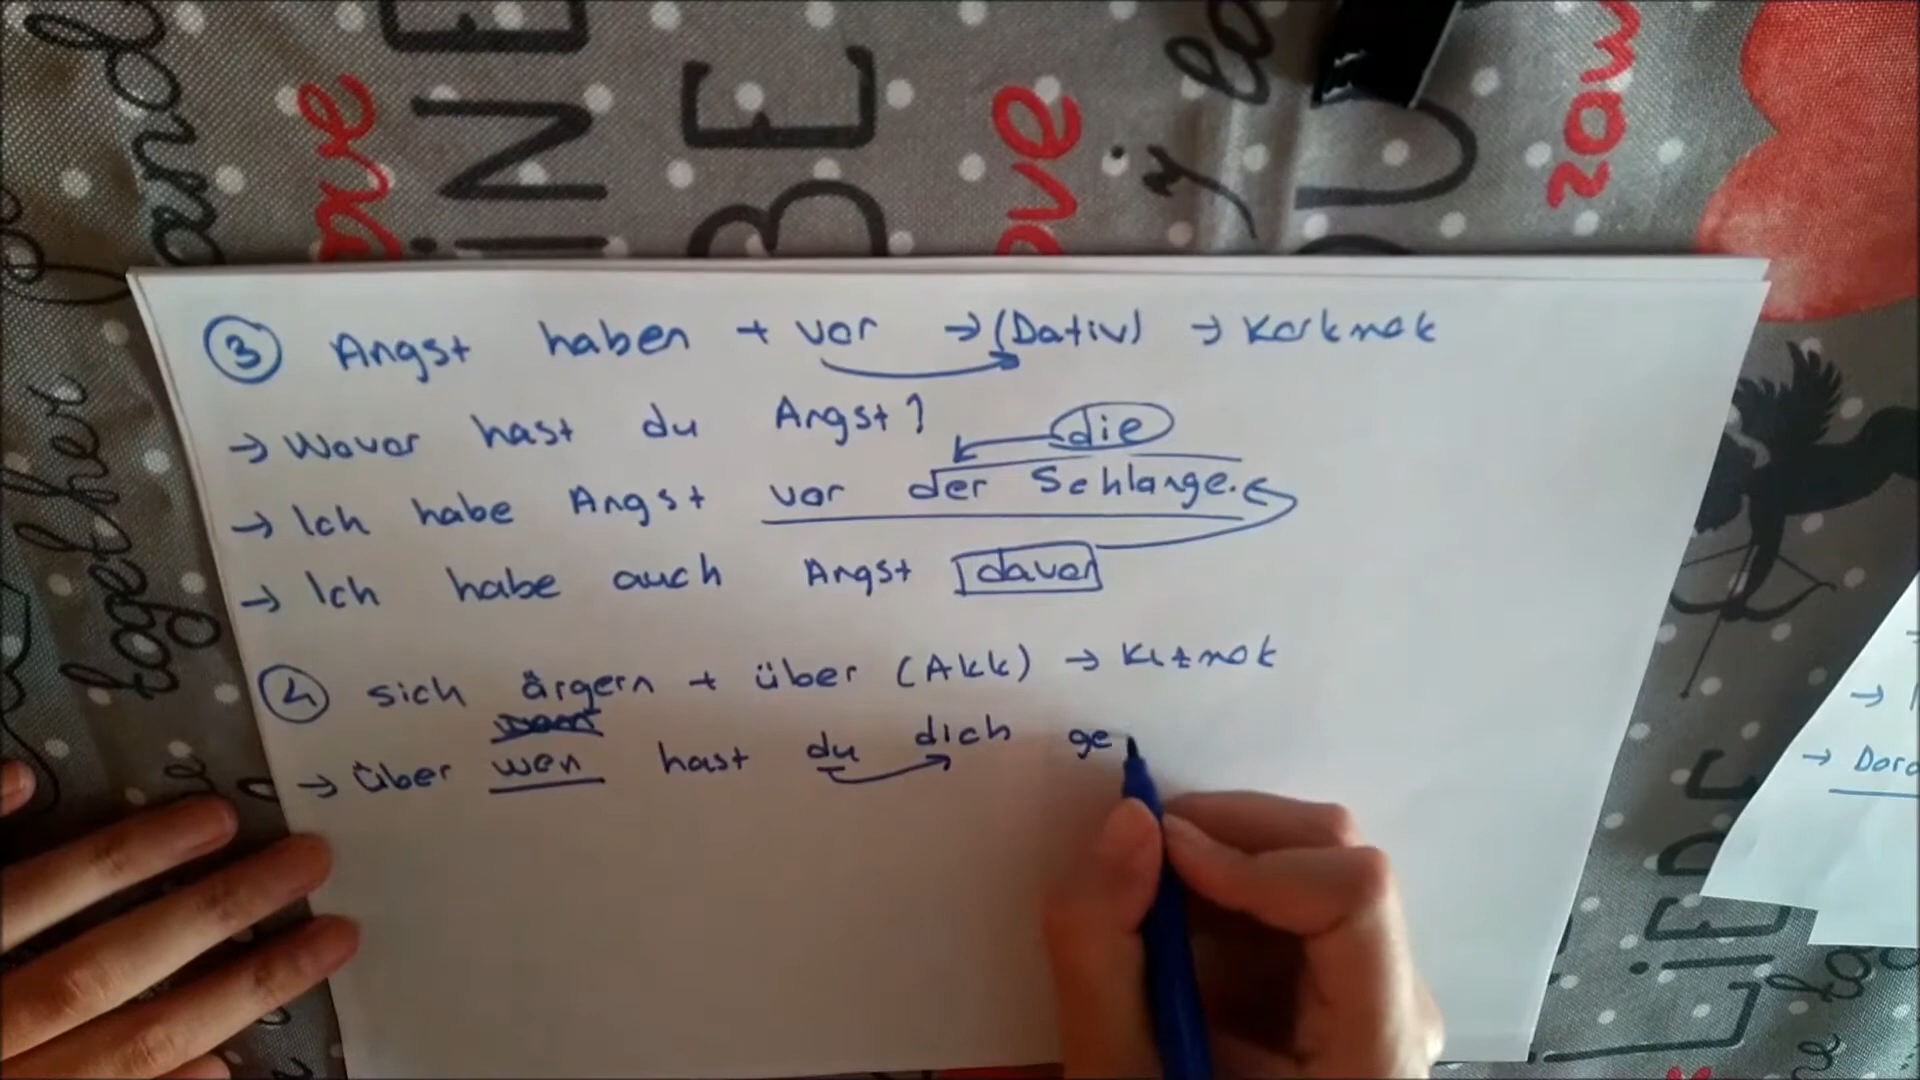 ③ Angst haben + vor → (Dativ) → Korkmak
→ Wovor hast du Angst?
die
→ Ich habe Angst vor der Schlange.
→ Ich habe auch Angst davor
④ sich ärgern + über (Akk) → Kızmak
→ über wen hast du dich ge
→ Dara